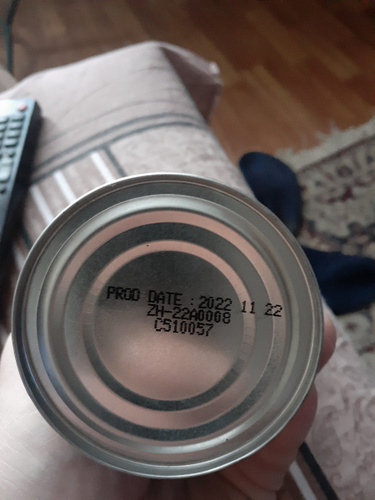 PROD DATE : 2022 11 22
ZH-22A0008
C510057